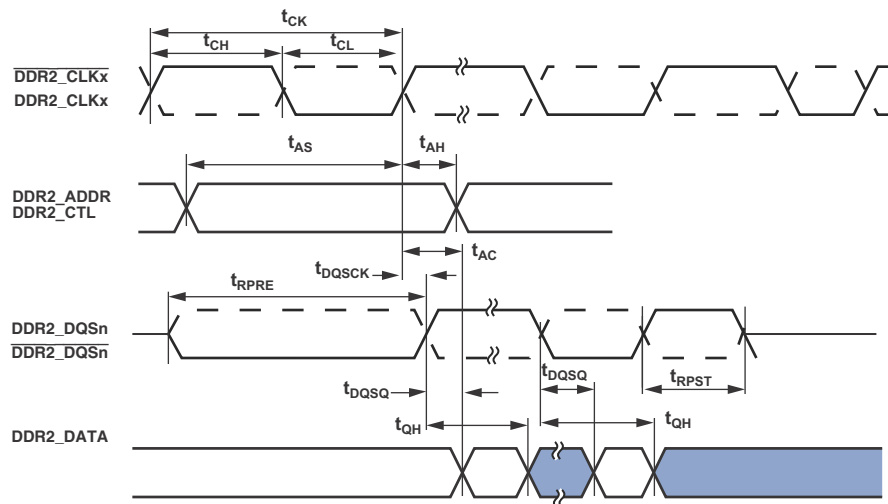 tCK
tCH
tCL
DDR2_CLKx
DDR2_CLKx
tAS
tAH
DDR2_ADDR
DDR2_CTL
tAC
tDQSCK
tRPRE
DDR2_DQSn
DDR2_DQSn
tDQSQ
tDQSQ
tRPST
tQH
tQH
DDR2_DATA